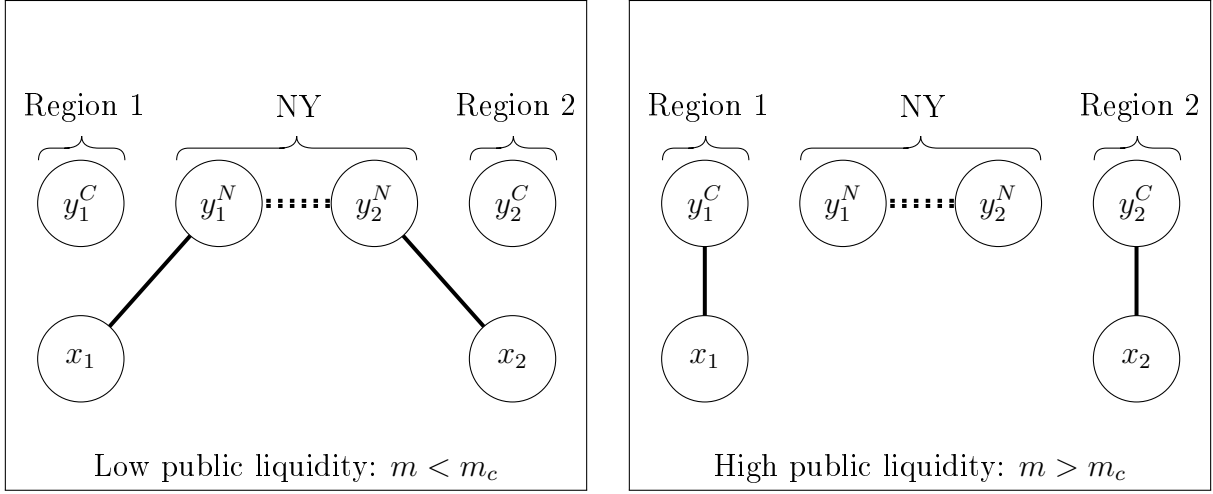 Region 1 NY Region 2
$y_1^C$ $y_1^N$ $y_2^N$ $y_2^C$
$x_1$ $x_2$
Low public liquidity: $m < m_c$
Region 1 NY Region 2
$y_1^C$ $y_1^N$ $y_2^N$ $y_2^C$
$x_1$ $x_2$
High public liquidity: $m > m_c$